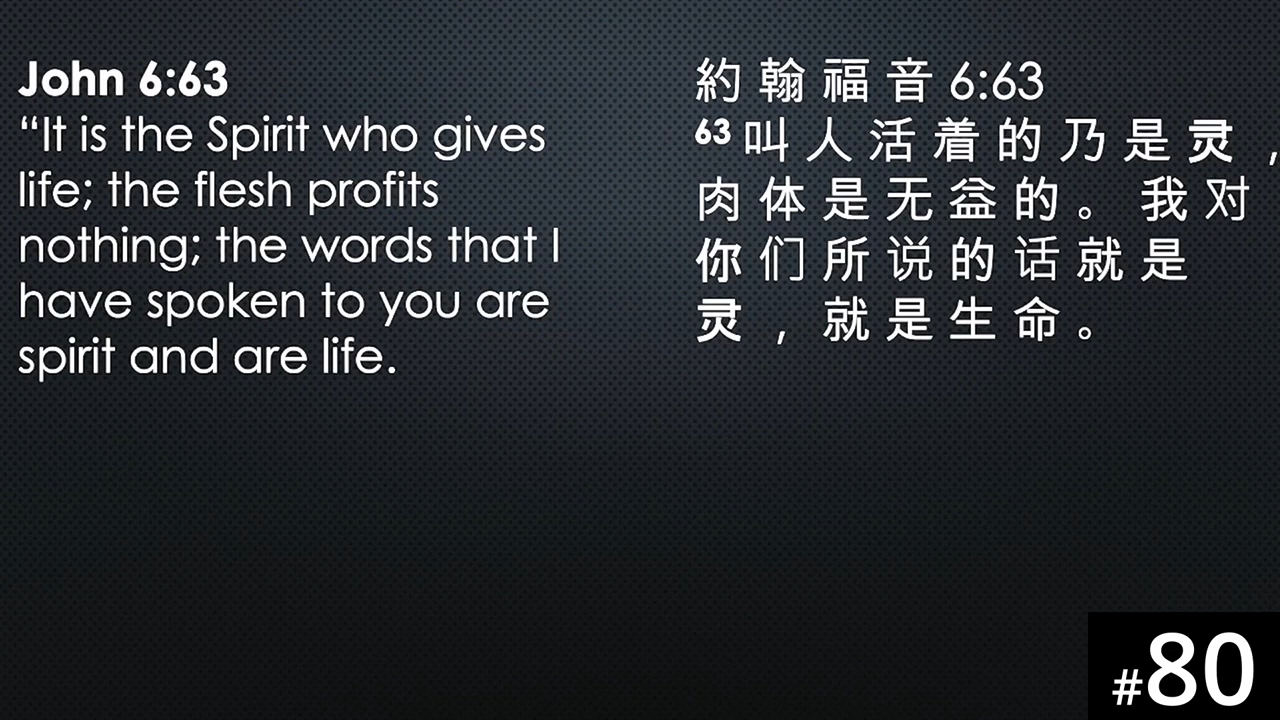 John 6:63
“It is the Spirit who gives
life; the flesh profits
nothing; the words that I
have spoken to you are
spirit and are life.
約翰福音 6:63
63 叫人活着的乃是灵，
肉体是无益的。我对
你们所说的话就是
灵，就是生命。
#80